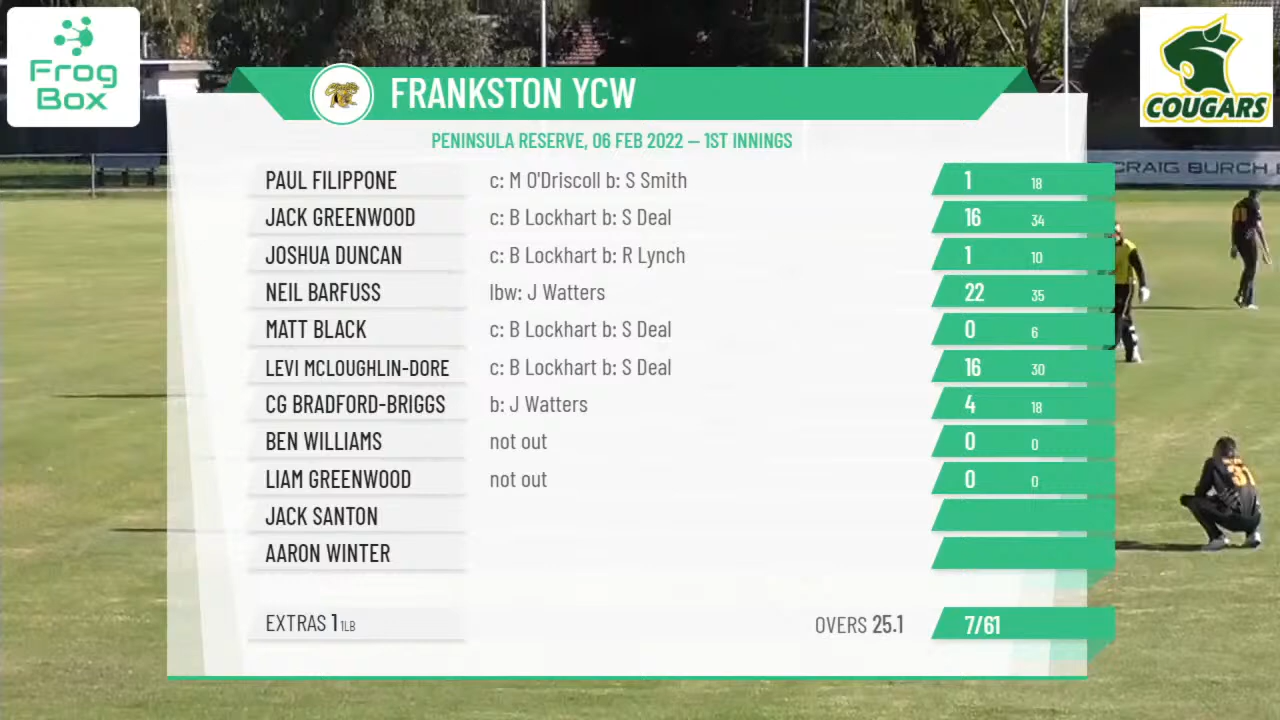 Frog
Box
COUGARS
FRANKSTON YCW
PENINSULA RESERVE, 06 FEB 2022 – 1ST INNINGS
PAUL FILIPPONE c: M O'Driscoll b: S Smith 1 18
JACK GREENWOOD c: B Lockhart b: S Deal 16 34
JOSHUA DUNCAN c: B Lockhart b: R Lynch 1 10
NEIL BARFUSS lbw: J Watters 22 35
MATT BLACK c: B Lockhart b: S Deal 0 6
LEVI MCLOUGHLIN-DORE c: B Lockhart b: S Deal 16 30
CG BRADFORD-BRIGGS b: J Watters 4 18
BEN WILLIAMS not out 0 0
LIAM GREENWOOD not out 0 0
JACK SANTON
AARON WINTER
EXTRAS 1 1LB OVERS 25.1 7/61
CRAIG BURCH
31